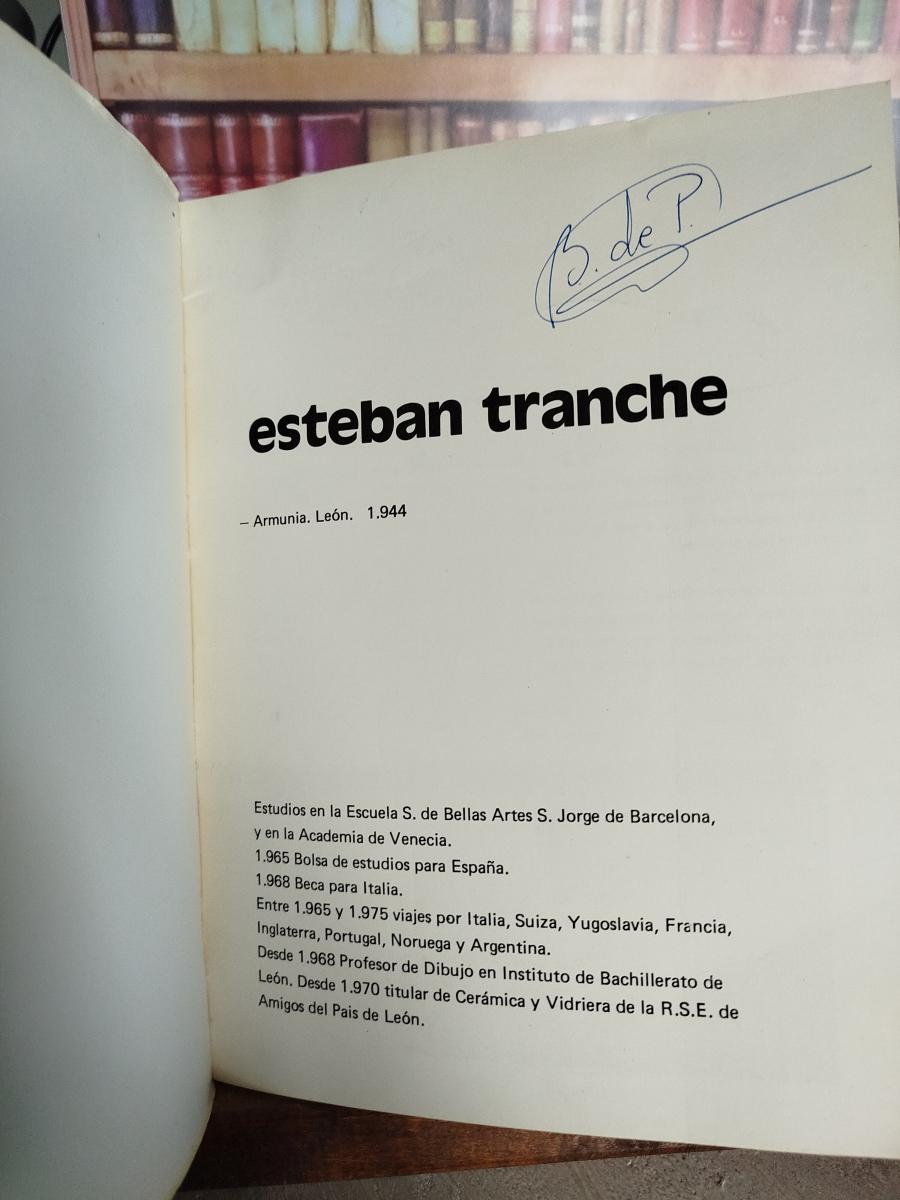 B. de P.
esteban tranche
– Armunia. León. 1.944
Estudios en la Escuela S. de Bellas Artes S. Jorge de Barcelona,
y en la Academia de Venecia.
1.965 Bolsa de estudios para España.
1.968 Beca para Italia.
Entre 1.965 y 1.975 viajes por Italia, Suiza, Yugoslavia, Francia,
Inglaterra, Portugal, Noruega y Argentina.
Desde 1.968 Profesor de Dibujo en Instituto de Bachillerato de
León. Desde 1.970 titular de Cerámica y Vidriera de la R.S.E. de
Amigos del Pais de León.